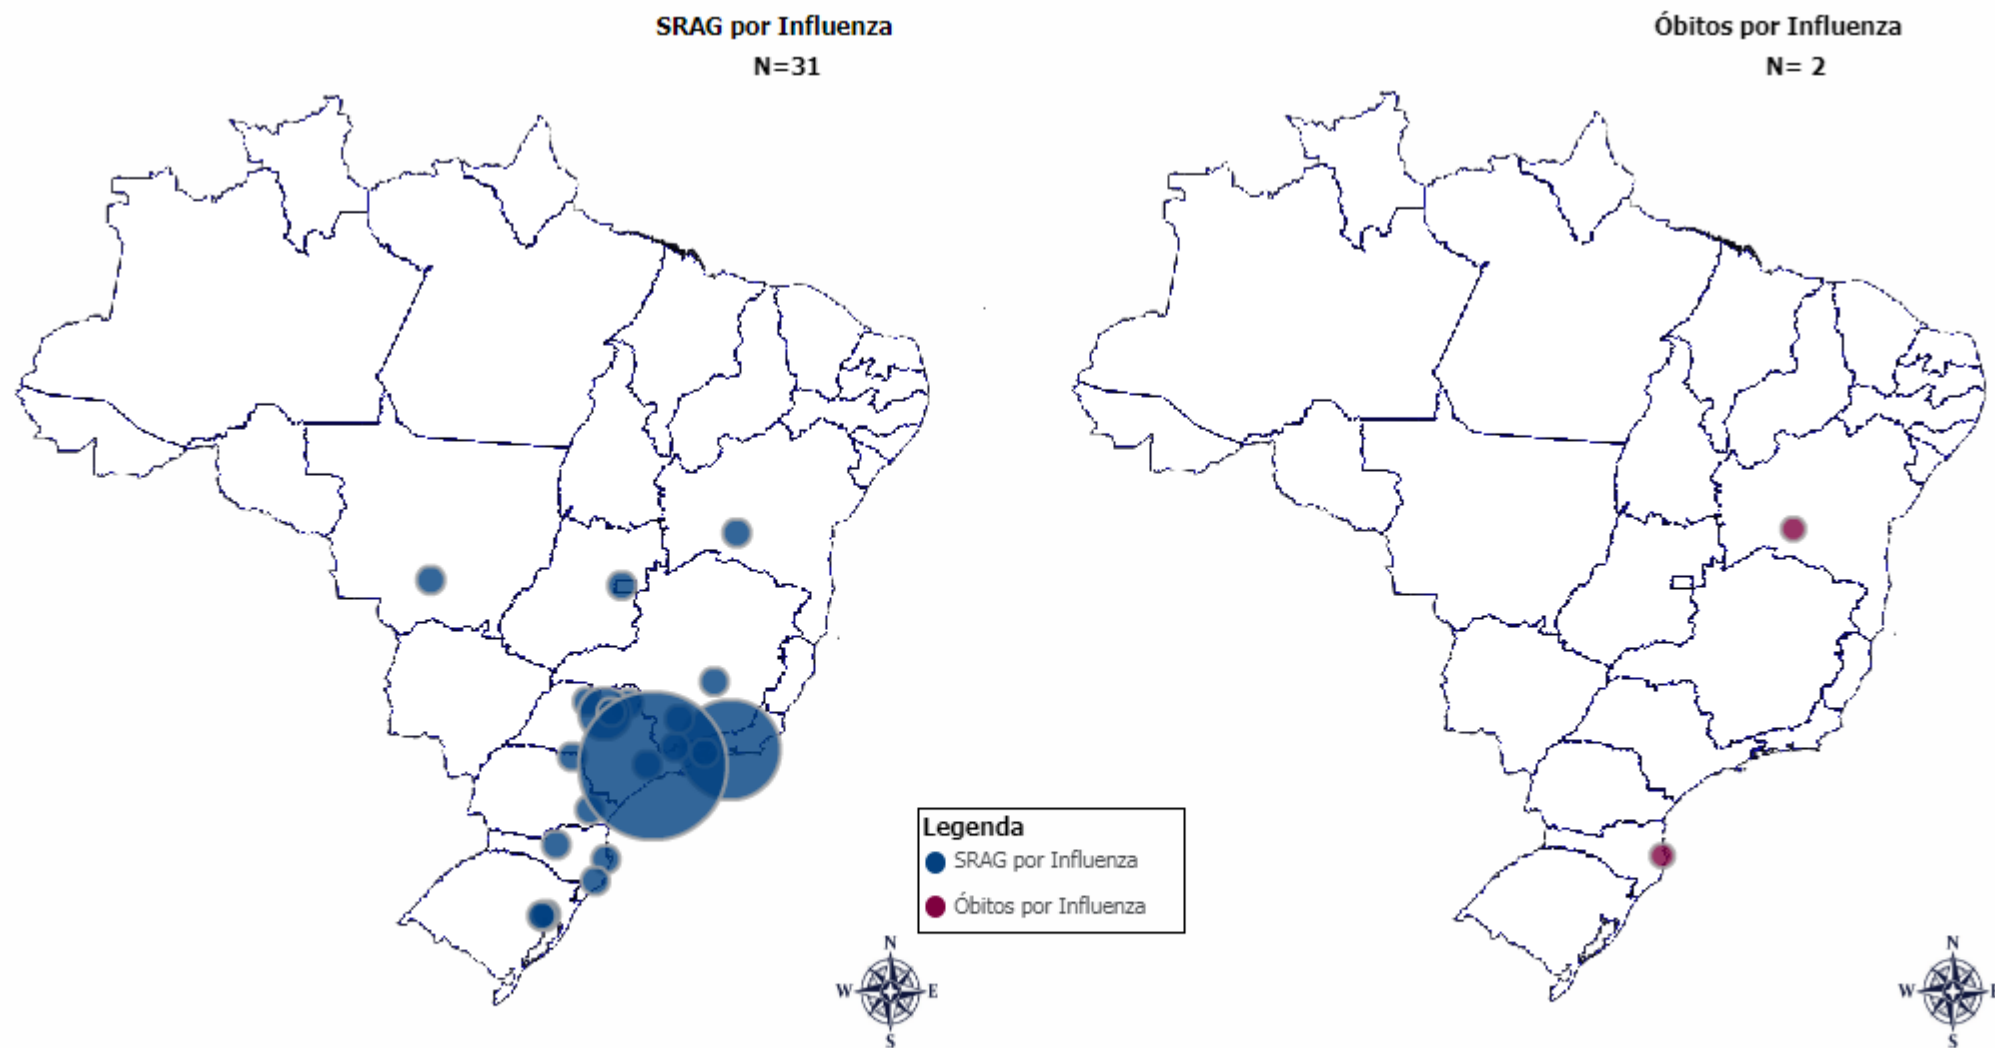 SRAG por Influenza
N=31
Óbitos por Influenza
N= 2
Legenda
SRAG por Influenza
Óbitos por Influenza
N
W E
S
N
W E
S